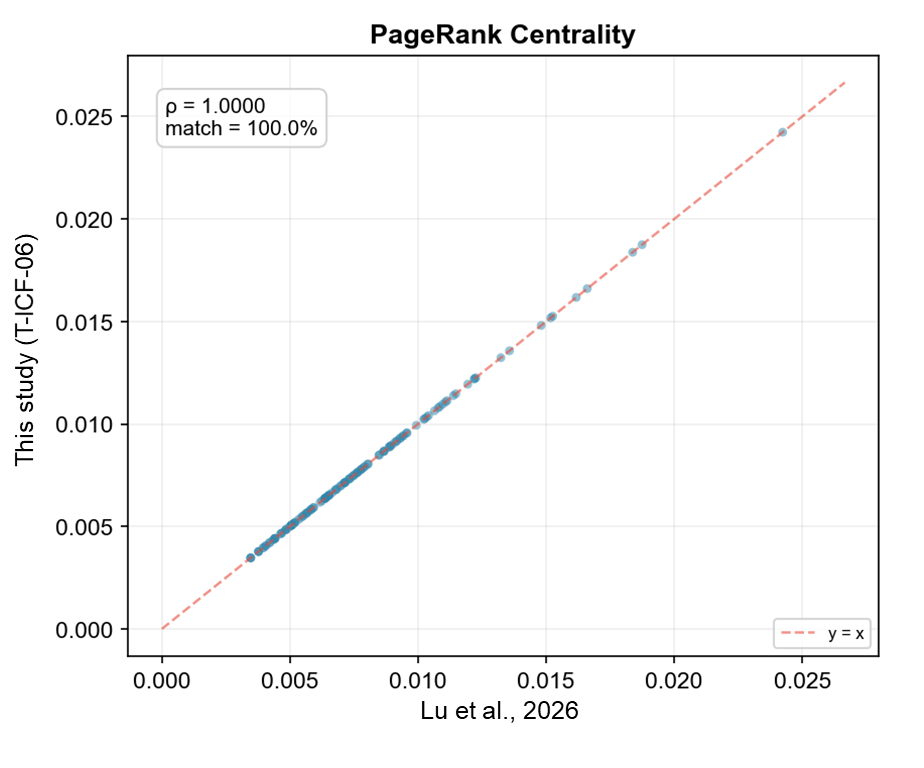 PageRank Centrality
ρ = 1.0000
match = 100.0%
0.025
0.020
0.015
0.010
0.005
0.000
This study (T-ICF-06)
y = x
0.000 0.005 0.010 0.015 0.020 0.025
Lu et al., 2026